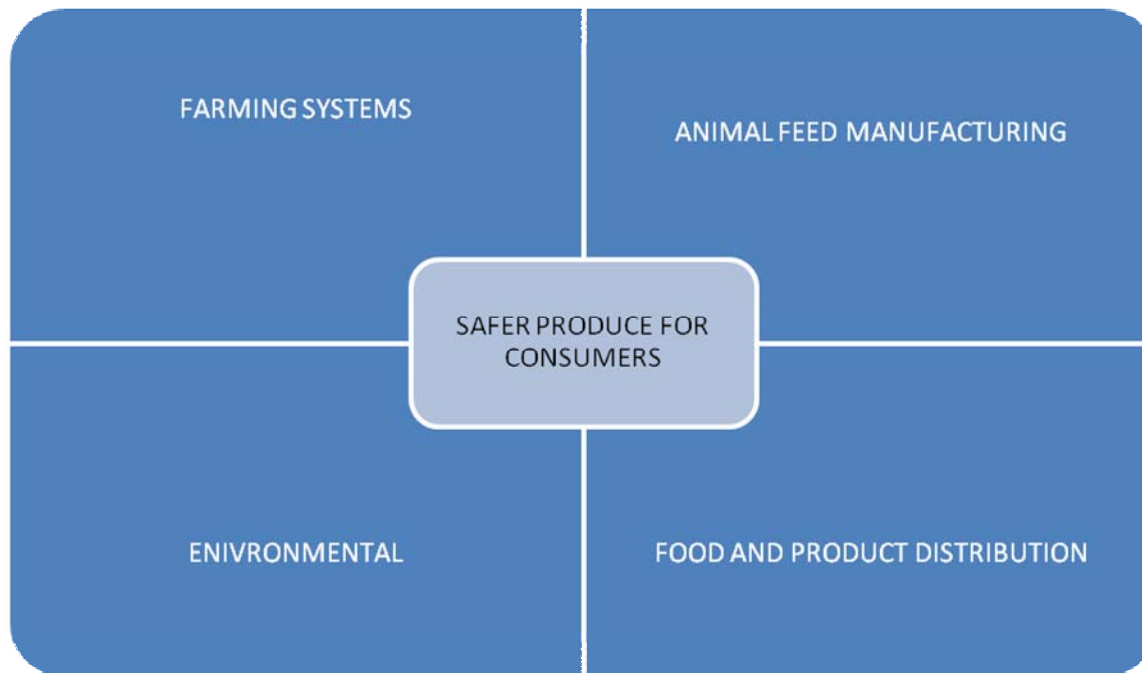 FARMING SYSTEMS
ANIMAL FEED MANUFACTURING
SAFER PRODUCE FOR
CONSUMERS
ENIVRONMENTAL
FOOD AND PRODUCT DISTRIBUTION